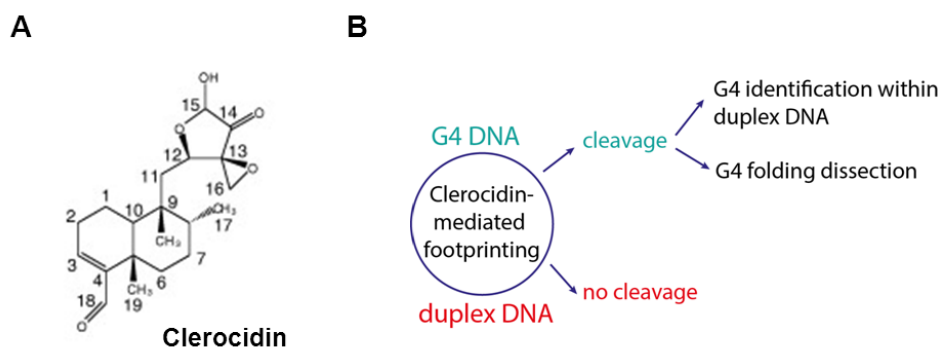 A
B
OH
15
14
O
O
12
13
O
11
16
1
9
CH3
17
2
10
CH3
7
3
4
6
18
CH3
19
O
Clerocidin
G4 DNA
Clerocidin-
mediated
footprinting
duplex DNA
cleavage
no cleavage
G4 identification within
duplex DNA
G4 folding dissection